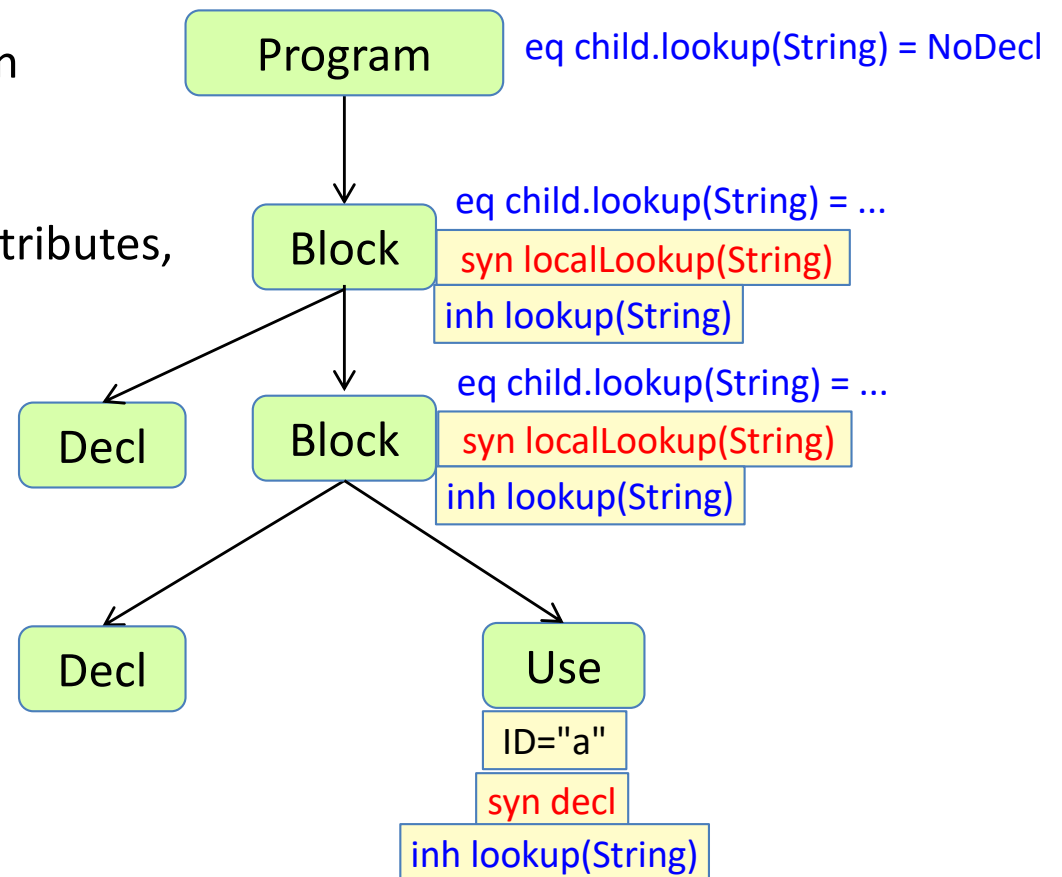 Program
eq child.lookup(String) = NoDecl
tributes,
Block
eq child.lookup(String) = ...
syn localLookup(String)
inh lookup(String)
Decl
Block
eq child.lookup(String) = ...
syn localLookup(String)
inh lookup(String)
Decl
Use
ID="a"
syn decl
inh lookup(String)